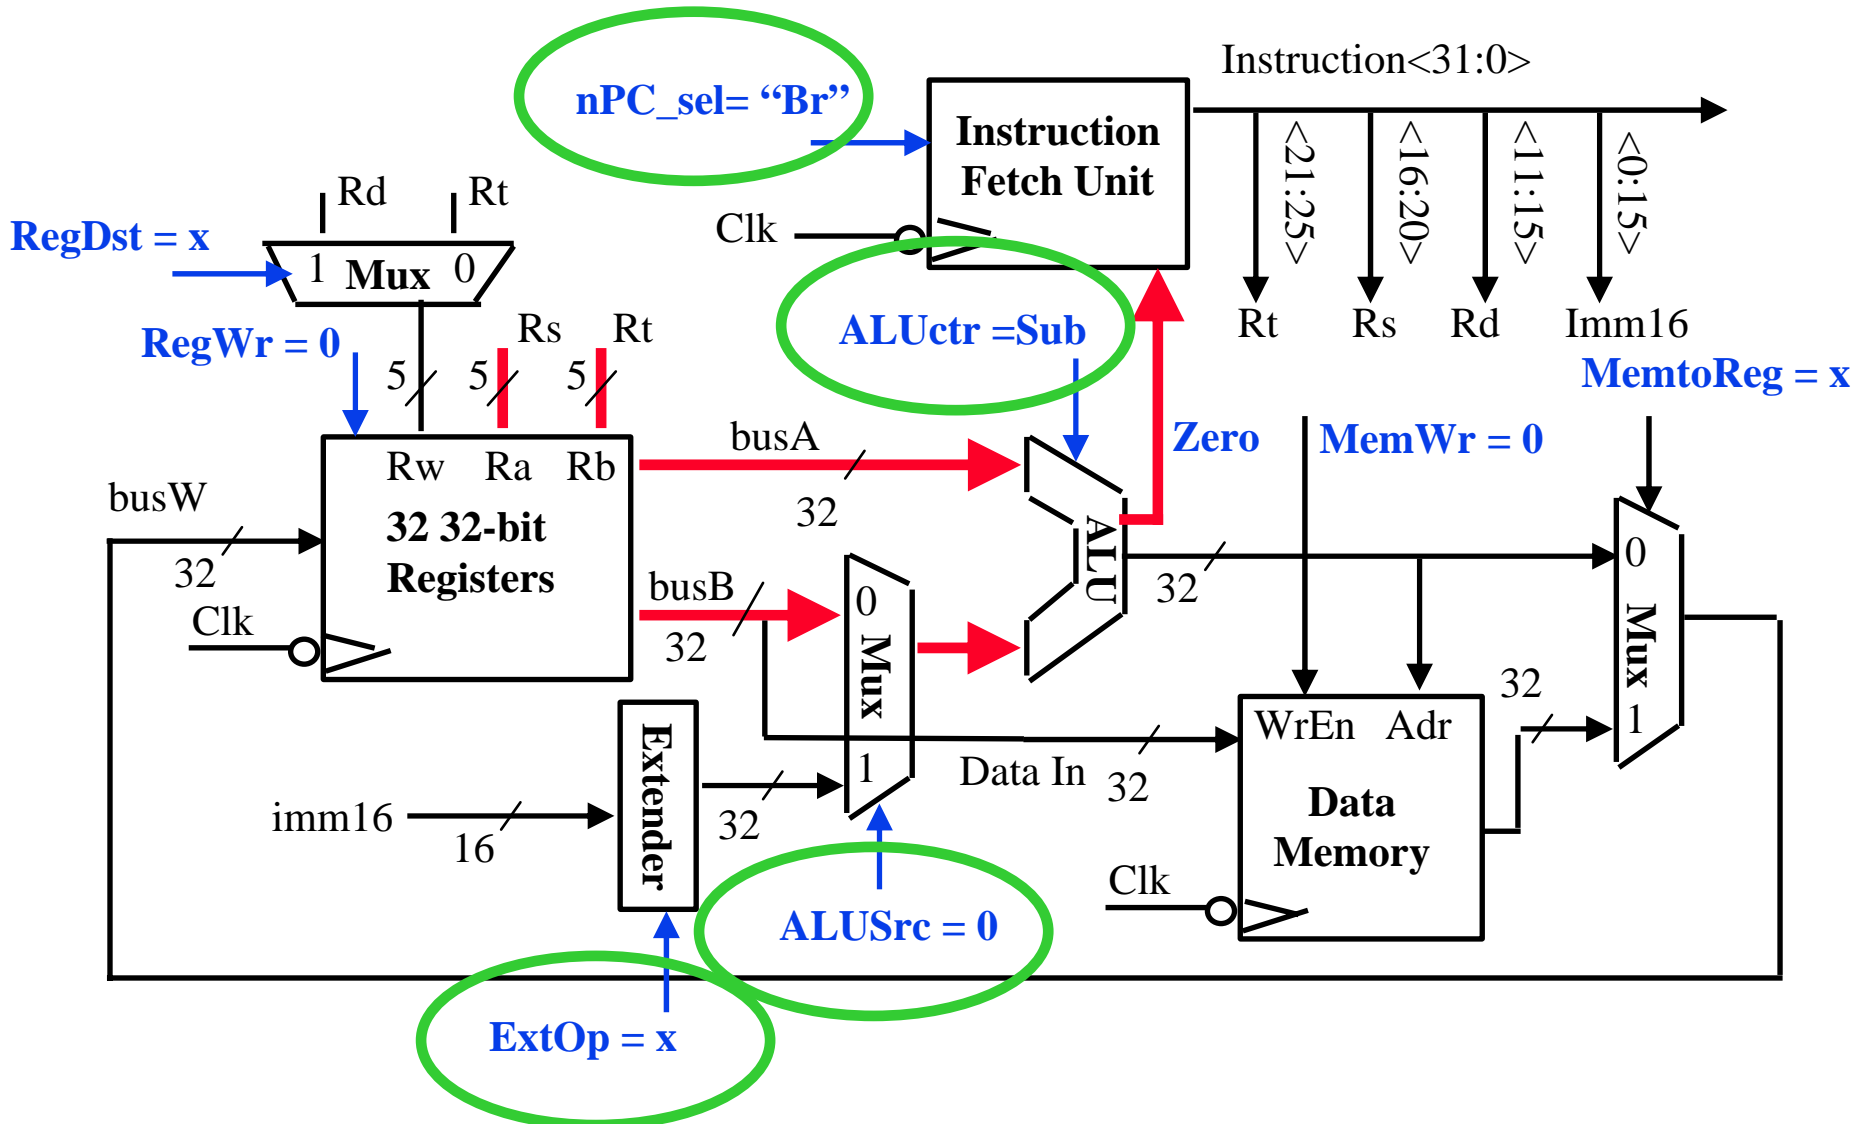 nPC_sel= “Br”
Instruction<31:0>
Instruction
Fetch Unit
Clk
<21:25>
<16:20>
<11:15>
<0:15>
Rt
Rs
Rd
Imm16
Rd
Rt
RegDst = x
1
Mux
0
RegWr = 0
5
5
5
Rs
Rt
ALUctr =Sub
MemtoReg = x
Zero
MemWr = 0
busA
32
Rw
Ra
Rb
busW
32
32 32-bit
Registers
Clk
busB
32
0
Mux
1
ALU
32
0
Mux
1
32
WrEn
Adr
Data In
32
Data
Memory
Clk
Extender
imm16
16
32
ALUSrc = 0
ExtOp = x